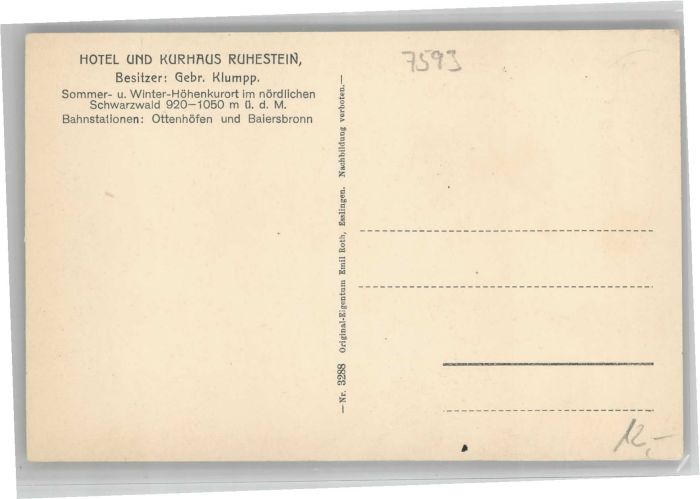 HOTEL UND KURHAUS RUHESTEIN,
Besitzer: Gebr. Klumpp.
Sommer- u. Winter-Höhenkurort im nördlichen
Schwarzwald 920—1050 m ü. d. M.
Bahnstationen: Ottenhöfen und Baiersbronn
—Nr. 3288 Original-Eigentum Emil Roth, Esslingen. Nachbildung verboten.—
7593
12,-